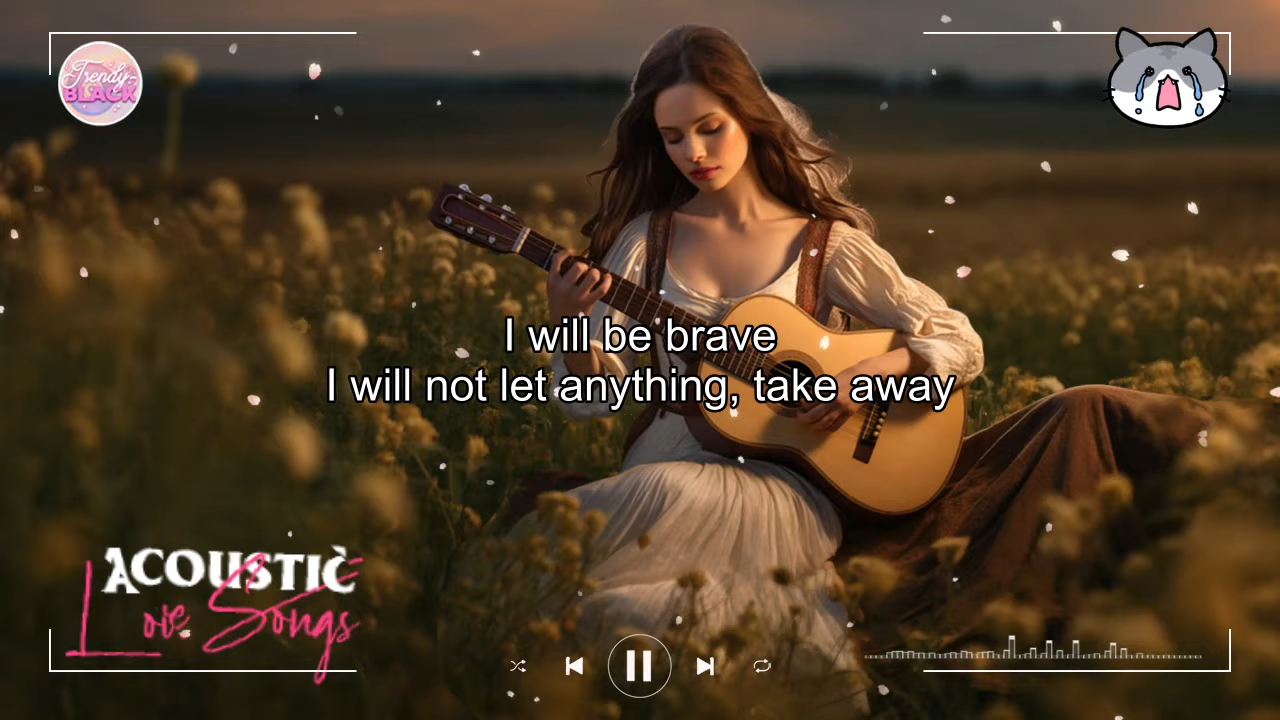 Trendy
BLACK
I will be brave
I will not let anything, take away
ACOUSTIC
Love Songs